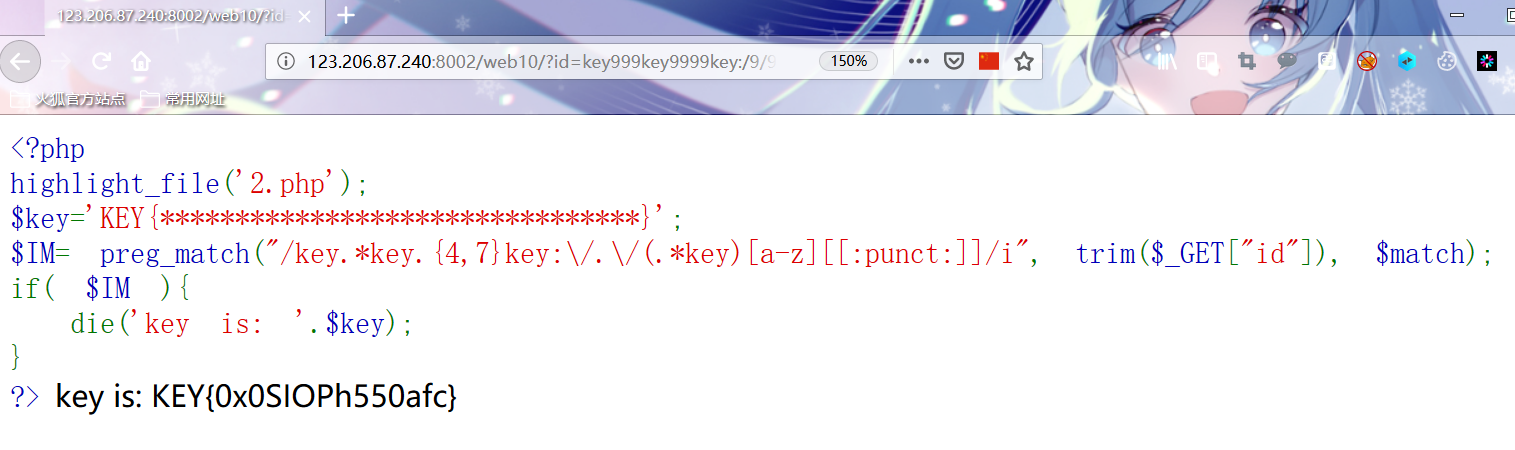 123.206.87.240:8002/web10/?id
123.206.87.240:8002/web10/?id=key999key9999key:/9/9
150%
火狐官方站点 常用网址
<?php
highlight_file('2.php');
$key='KEY{********************************}';
$IM= preg_match("/key.*key.{4,7}key:\/.\/(.*key)[a-z][[:punct:]]/i", trim($_GET["id"]), $match);
if( $IM ){
die('key is: '.$key);
}
?> key is: KEY{0x0SIOPh550afc}